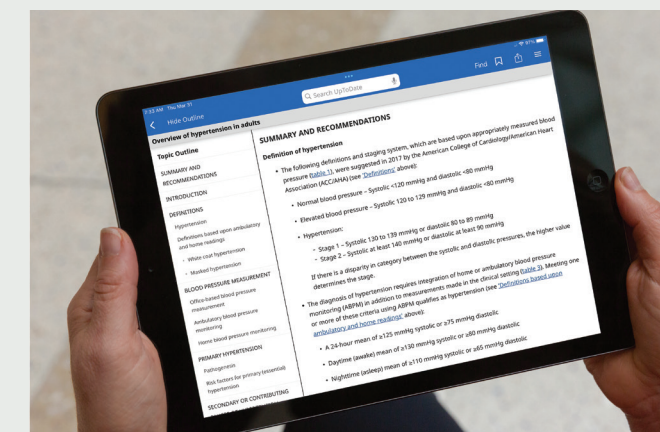 7:33 AM Thu Mar 31
97%
Hide Outline
Search UpToDate
Find
Overview of hypertension in adults
Topic Outline
SUMMARY AND
RECOMMENDATIONS
INTRODUCTION
DEFINITIONS
Hypertension
Definitions based upon ambulatory
and home readings
- White coat hypertension
- Masked hypertension
BLOOD PRESSURE MEASUREMENT
Office-based blood pressure
measurement
Ambulatory blood pressure
monitoring
Home blood pressure monitoring
PRIMARY HYPERTENSION
Pathogenesis
Risk factors for primary (essential)
hypertension
SECONDARY OR CONTRIBUTING
SUMMARY AND RECOMMENDATIONS
Definition of hypertension
• The following definitions and staging system, which are based upon appropriately measured blood
pressure (table 1), were suggested in 2017 by the American College of Cardiology/American Heart
Association (ACC/AHA) (see 'Definitions' above):
• Normal blood pressure – Systolic <120 mmHg and diastolic <80 mmHg
• Elevated blood pressure – Systolic 120 to 129 mmHg and diastolic <80 mmHg
• Hypertension:
- Stage 1 – Systolic 130 to 139 mmHg or diastolic 80 to 89 mmHg
- Stage 2 – Systolic at least 140 mmHg or diastolic at least 90 mmHg
If there is a disparity in category between the systolic and diastolic pressures, the higher value
determines the stage.
• The diagnosis of hypertension requires integration of home or ambulatory blood pressure
monitoring (ABPM) in addition to measurements made in the clinical setting (table 3). Meeting one
or more of these criteria using ABPM qualifies as hypertension (see 'Definitions based upon
ambulatory and home readings' above):
• A 24-hour mean of ≥125 mmHg systolic or ≥75 mmHg diastolic
• Daytime (awake) mean of ≥130 mmHg systolic or ≥80 mmHg diastolic
• Nighttime (asleep) mean of ≥110 mmHg systolic or ≥65 mmHg diastolic